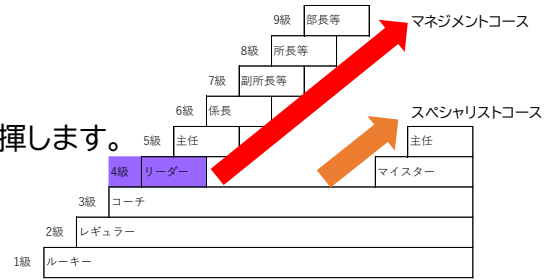 9級 部長等 マネジメントコース
8級 所長等
7級 副所長等
6級 係長 スペシャリストコース
揮します。 5級 主任 主任
4級 リーダー マイスター
3級 コーチ
2級 レギュラー
1級 ルーキー